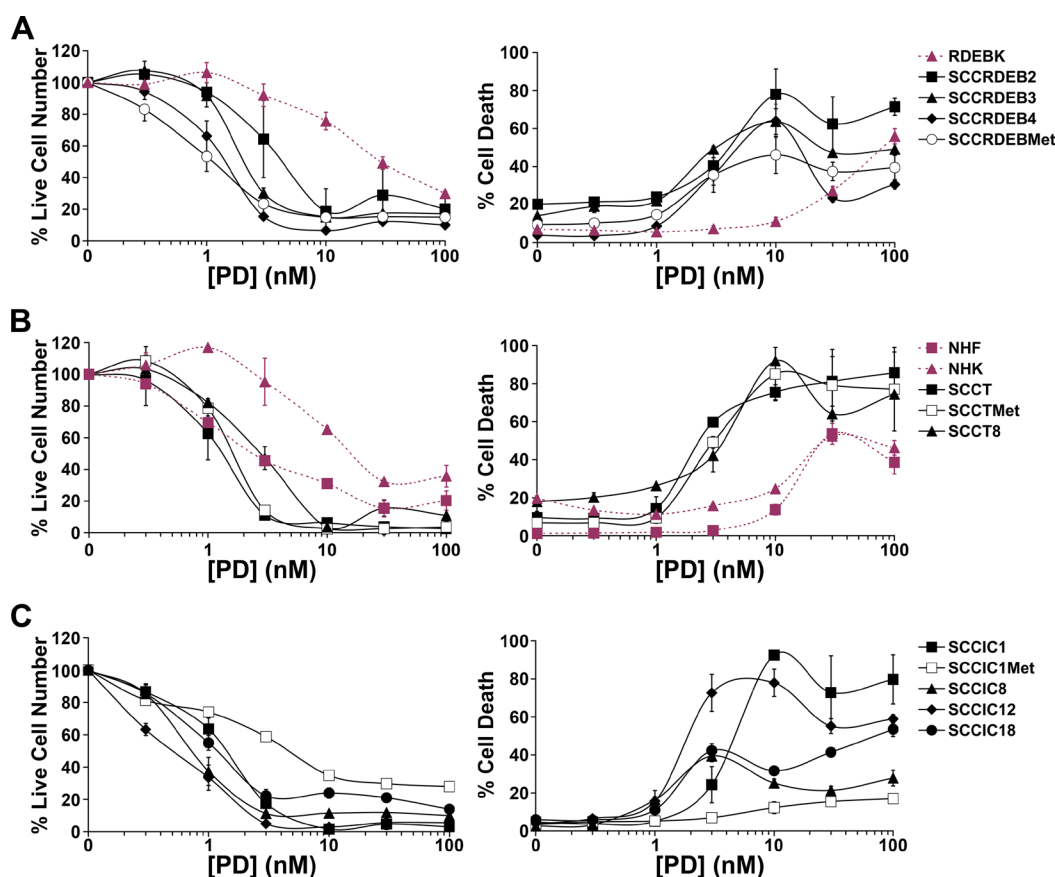 A
% Live Cell Number
120
100
80
60
40
20
0
0 1 10 100
[PD] (nM)
% Cell Death
100
80
60
40
20
0
0 1 10 100
[PD] (nM)
RDEBK
SCCRDEB2
SCCRDEB3
SCCRDEB4
SCCRDEBMet
B
% Live Cell Number
120
100
80
60
40
20
0
0 1 10 100
[PD] (nM)
% Cell Death
100
80
60
40
20
0
0 1 10 100
[PD] (nM)
NHF
NHK
SCCT
SCCTMet
SCCT8
C
% Live Cell Number
120
100
80
60
40
20
0
0 1 10 100
[PD] (nM)
% Cell Death
100
80
60
40
20
0
0 1 10 100
[PD] (nM)
SCCIC1
SCCIC1Met
SCCIC8
SCCIC12
SCCIC18